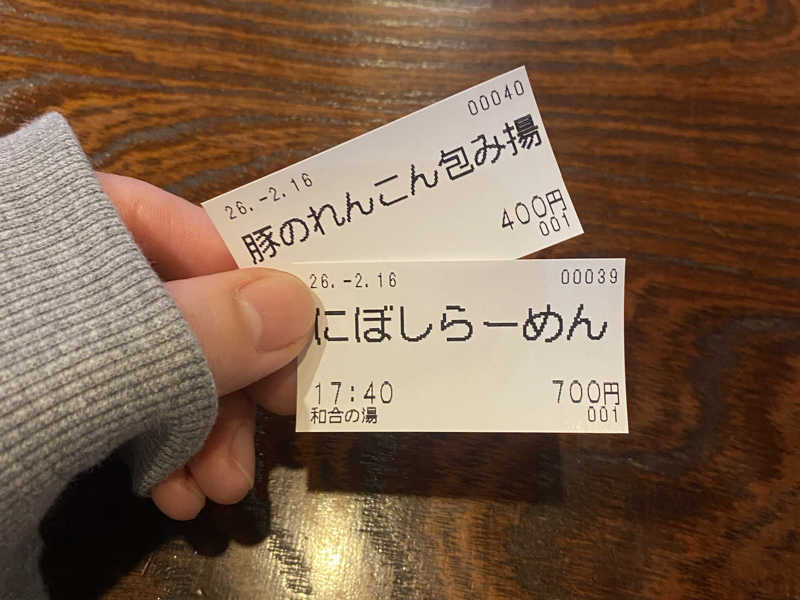 00040
26.-2.16
豚のれんこん包み揚
400円
001
26.-2.16 00039
にぼしらーめん
17:40 700円
和合の湯 001